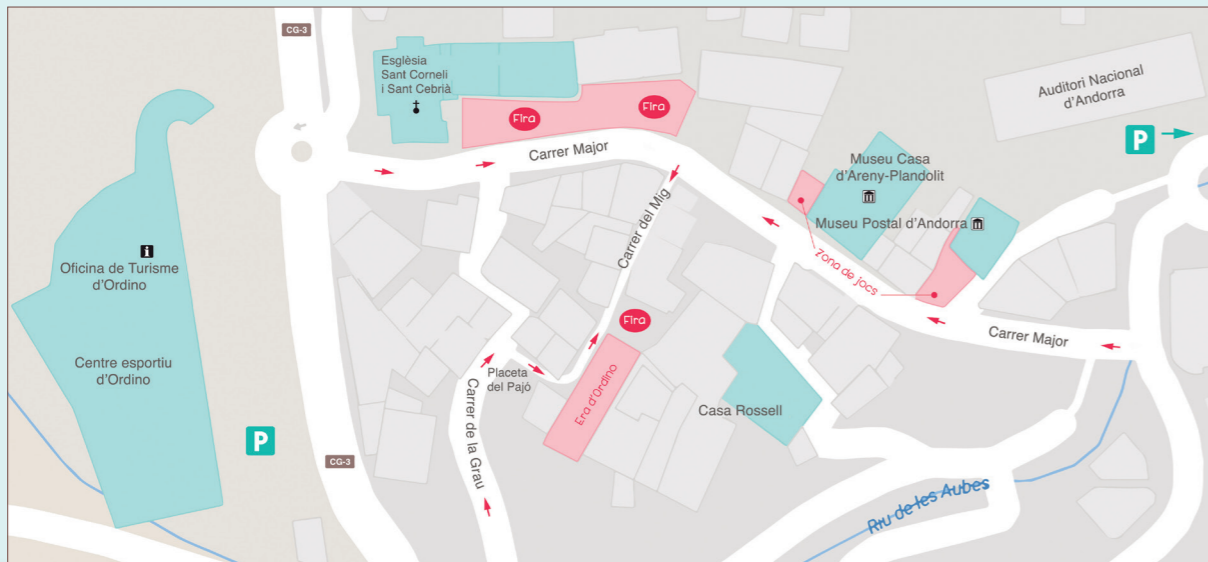 CG-3
Església
Sant Corneli
i Sant Cebrià
Fira
Fira
Auditori Nacional
d'Andorra
P
Carrer Major
Museu Casa
d'Areny-Plandolit
Museu Postal d'Andorra
Carrer del Mig
Zona de jocs
i
Oficina de Turisme
d'Ordino
Fira
Carrer Major
Centre esportiu
d'Ordino
Placeta
del Pajó
Era d'Ordino
Casa Rossell
P
CG-3
Carrer de la Grau
Riu de les Aubes